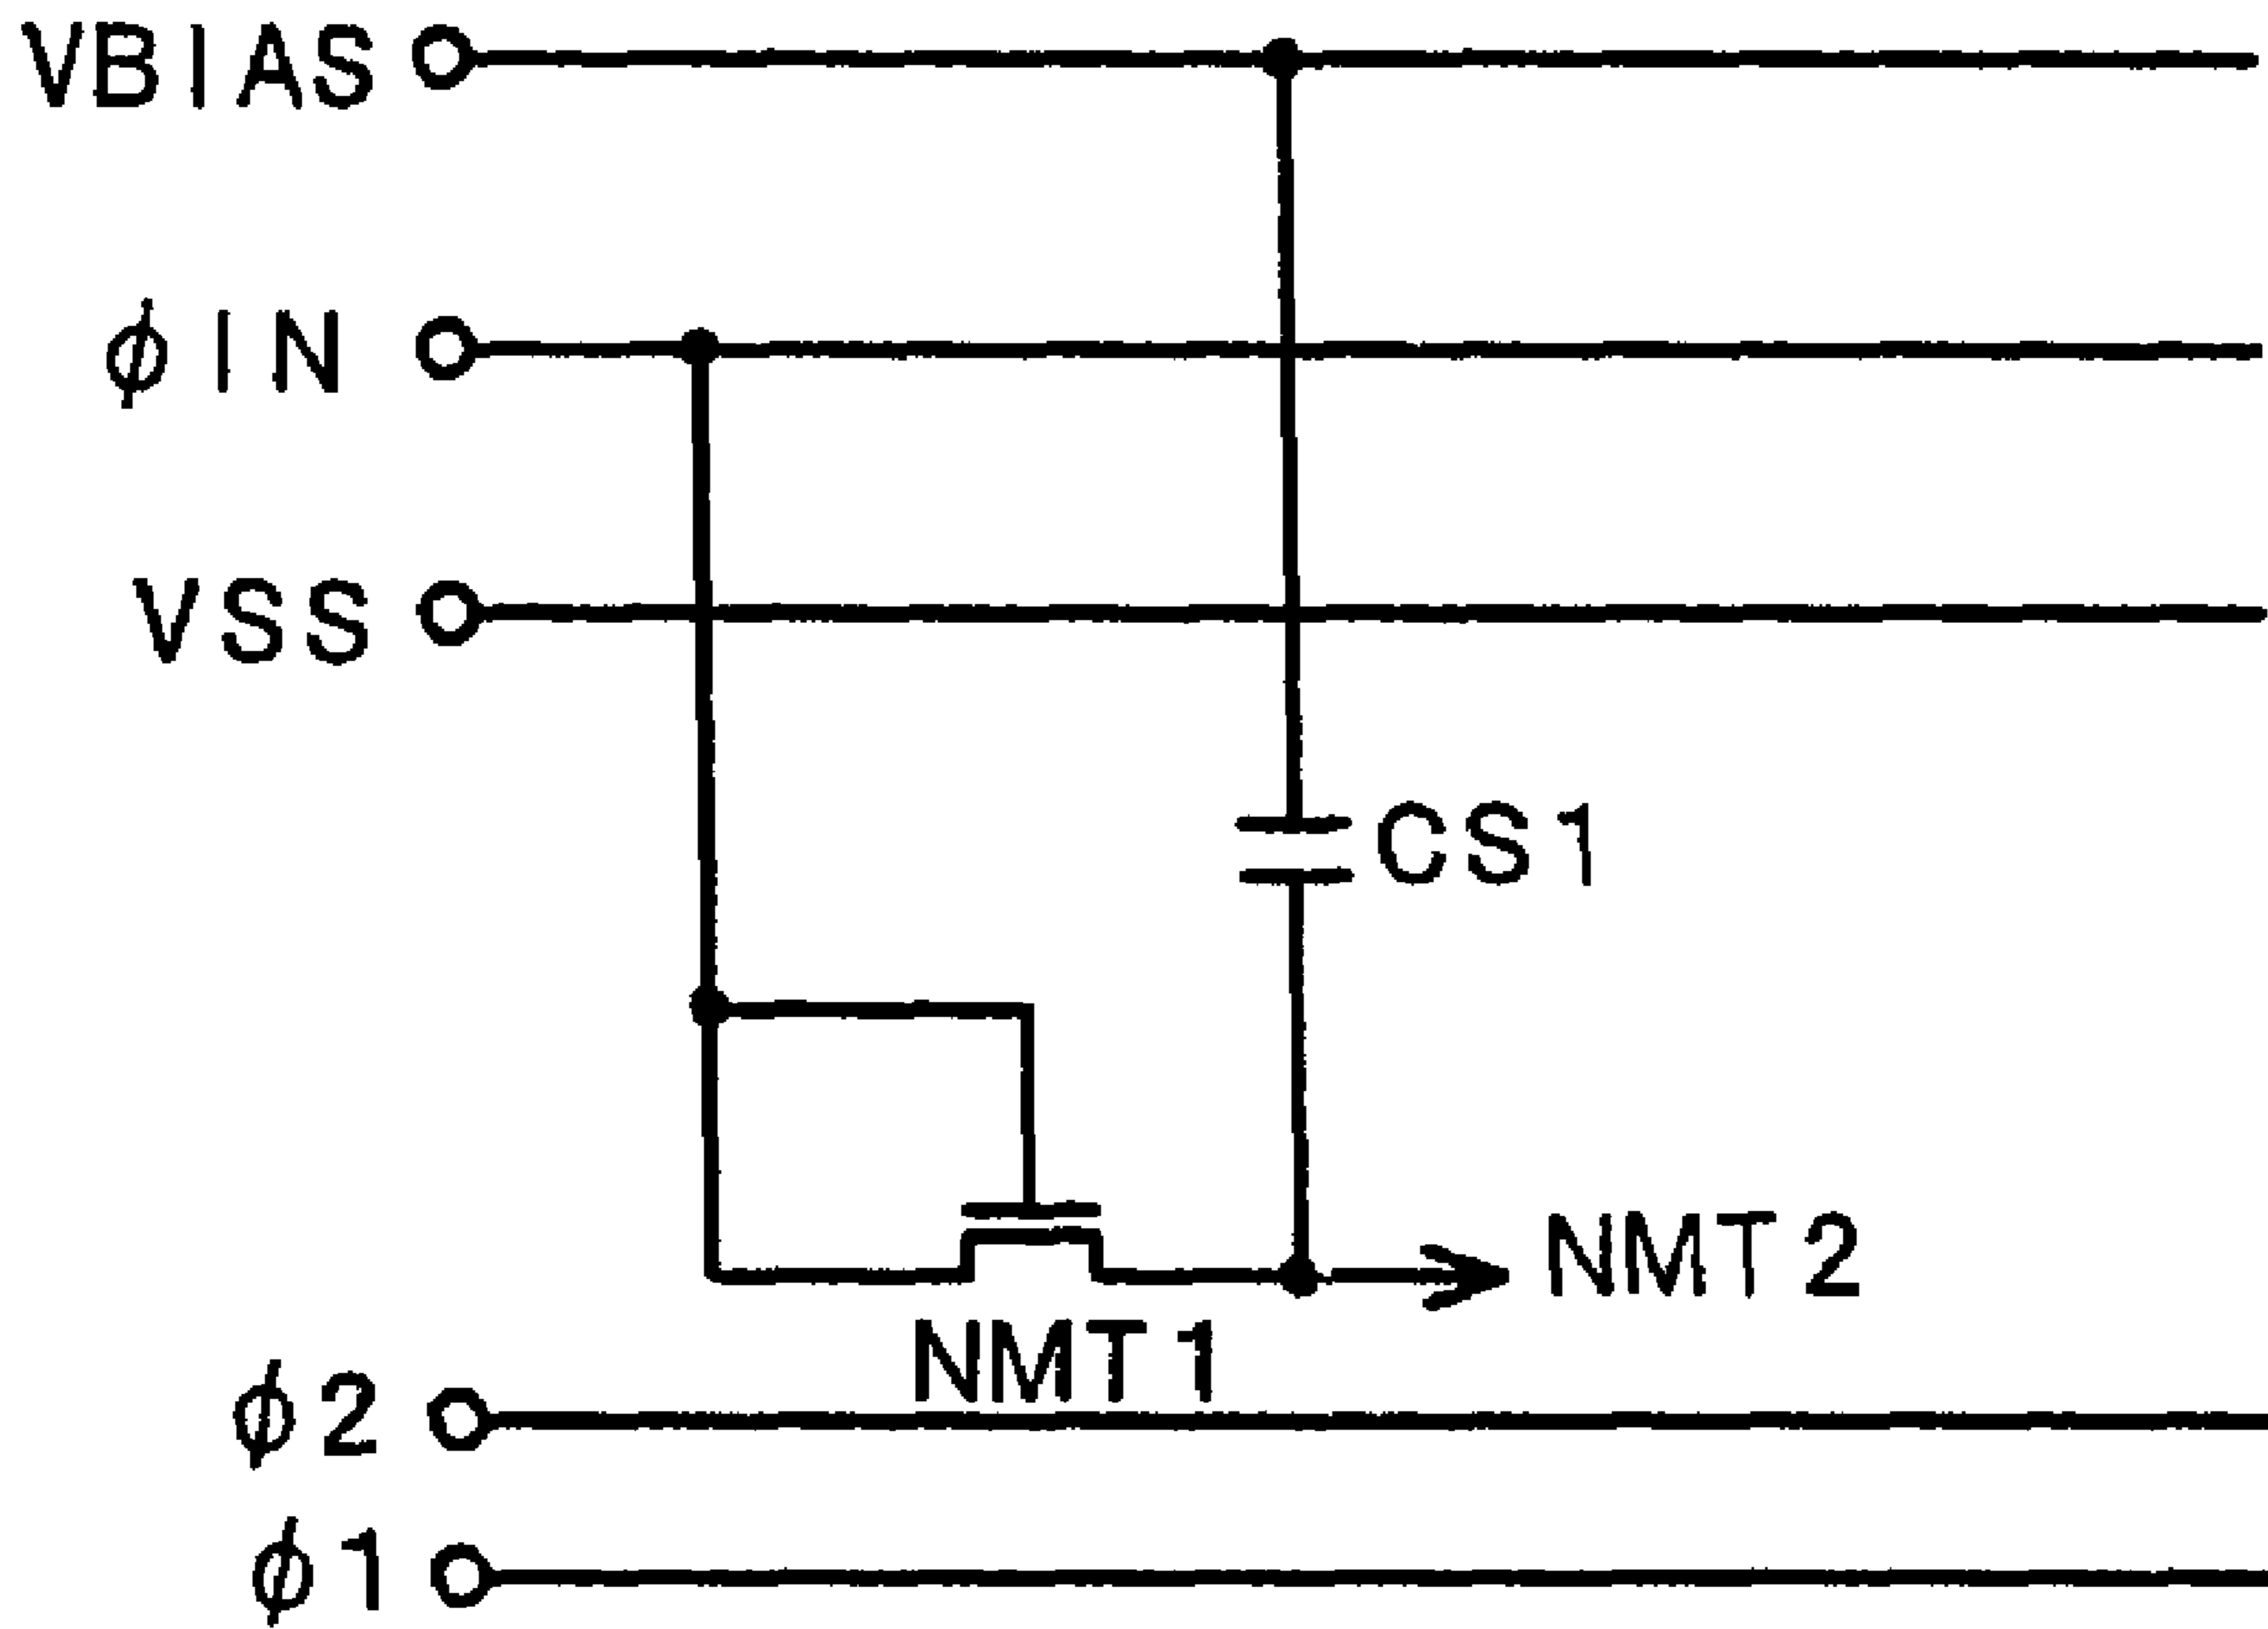 VBIAS
φIN
VSS
CS1
NMT2
NMT1
φ2
φ1